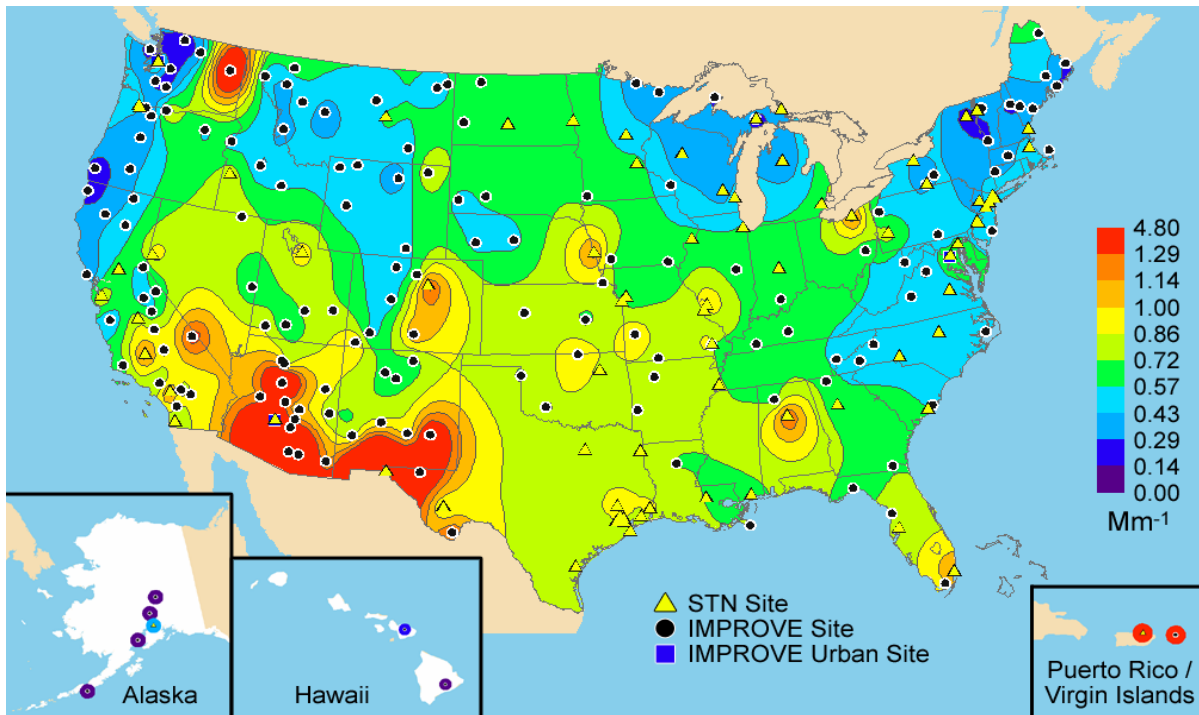 4.80
1.29
1.14
1.00
0.86
0.72
0.57
0.43
0.29
0.14
0.00
Mm-1
STN Site
IMPROVE Site
IMPROVE Urban Site
Alaska
Hawaii
Puerto Rico /
Virgin Islands